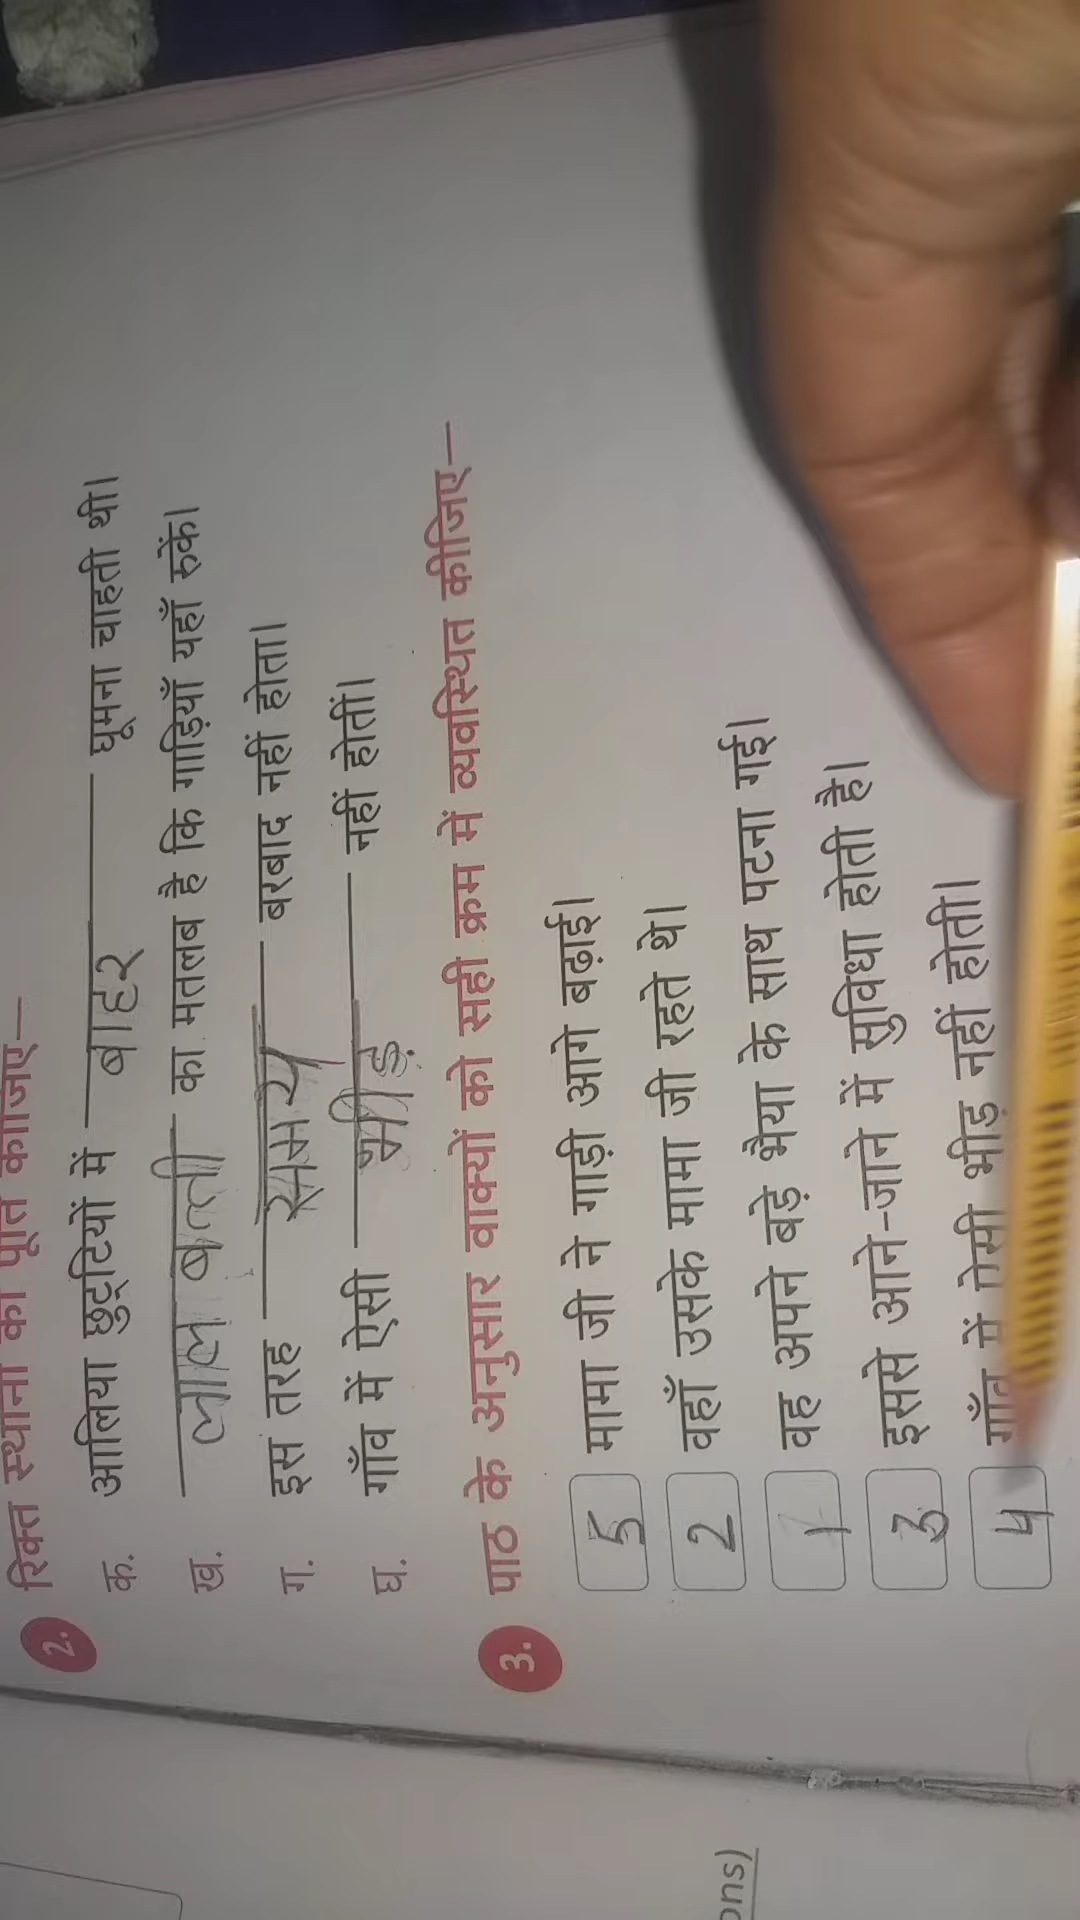 2. रिक्त स्थानों की पूर्ति कीजिए—
क. आलिया छुट्टियों में बाहर घूमना चाहती थी।
ख. लाल बत्ती का मतलब है कि गाड़ियाँ यहाँ रुकें।
ग. इस तरह समय बरबाद नहीं होता।
घ. गाँव में ऐसी भीड़ नहीं होतीं।
3. पाठ के अनुसार वाक्यों को सही क्रम में व्यवस्थित कीजिए—
5 मामा जी ने गाड़ी आगे बढ़ाई।
2 वहाँ उसके मामा जी रहते थे।
1 वह अपने बड़े भैया के साथ पटना गई।
3 इससे आने-जाने में सुविधा होती है।
4 गाँव में ऐसी भीड़ नहीं होती।
ons)